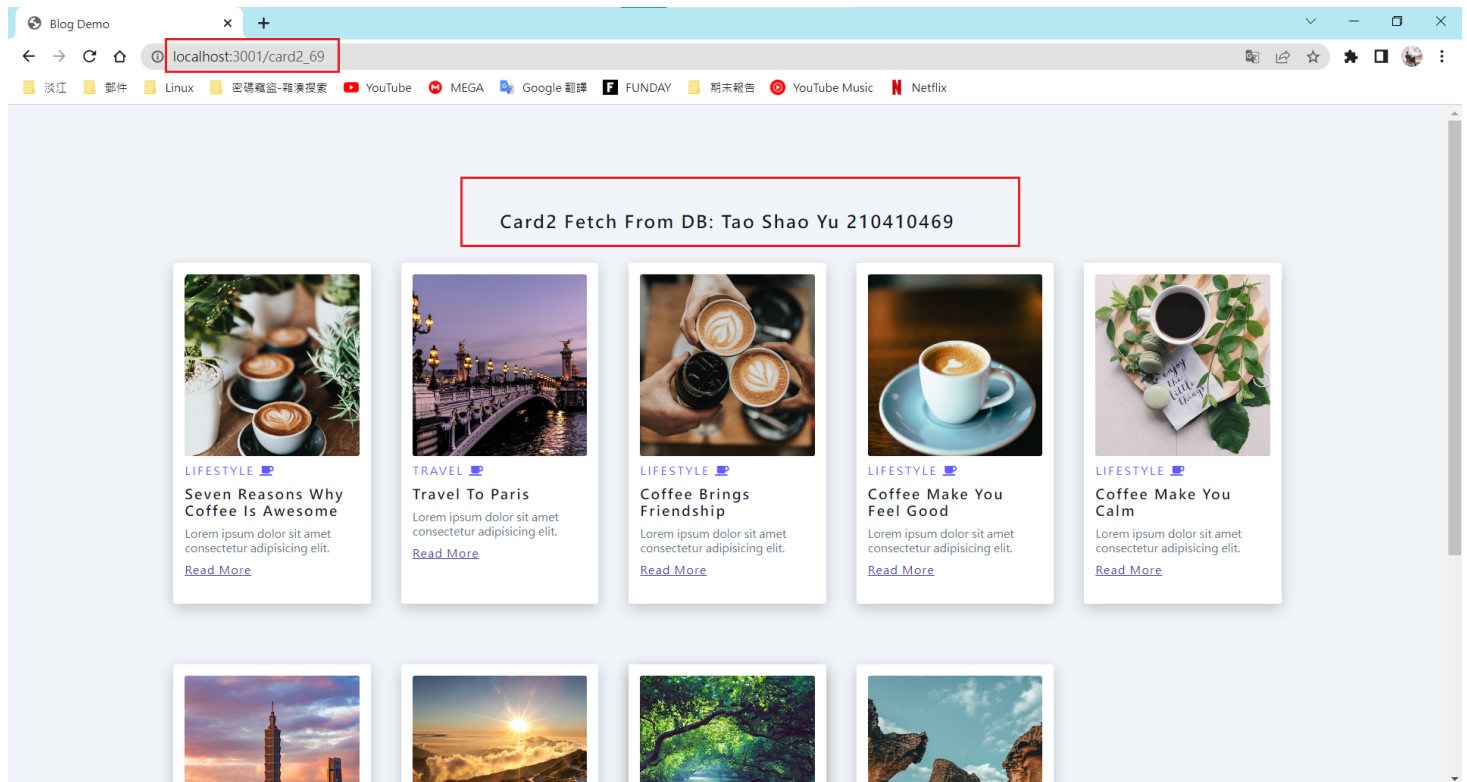 Blog Demo
localhost:3001/card2_69
淡江 郵件 Linux 密碼竊盜-雜湊搜索 YouTube MEGA Google 翻譯 FUNDAY 期末報告 YouTube Music Netflix
Card2 Fetch From DB: Tao Shao Yu 210410469
LIFESTYLE
Seven Reasons Why
Coffee Is Awesome
Lorem ipsum dolor sit amet
consectetur adipisicing elit.
Read More
TRAVEL
Travel To Paris
Lorem ipsum dolor sit amet
consectetur adipisicing elit.
Read More
LIFESTYLE
Coffee Brings
Friendship
Lorem ipsum dolor sit amet
consectetur adipisicing elit.
Read More
LIFESTYLE
Coffee Make You
Feel Good
Lorem ipsum dolor sit amet
consectetur adipisicing elit.
Read More
enjoy
the
little
things
LIFESTYLE
Coffee Make You
Calm
Lorem ipsum dolor sit amet
consectetur adipisicing elit.
Read More